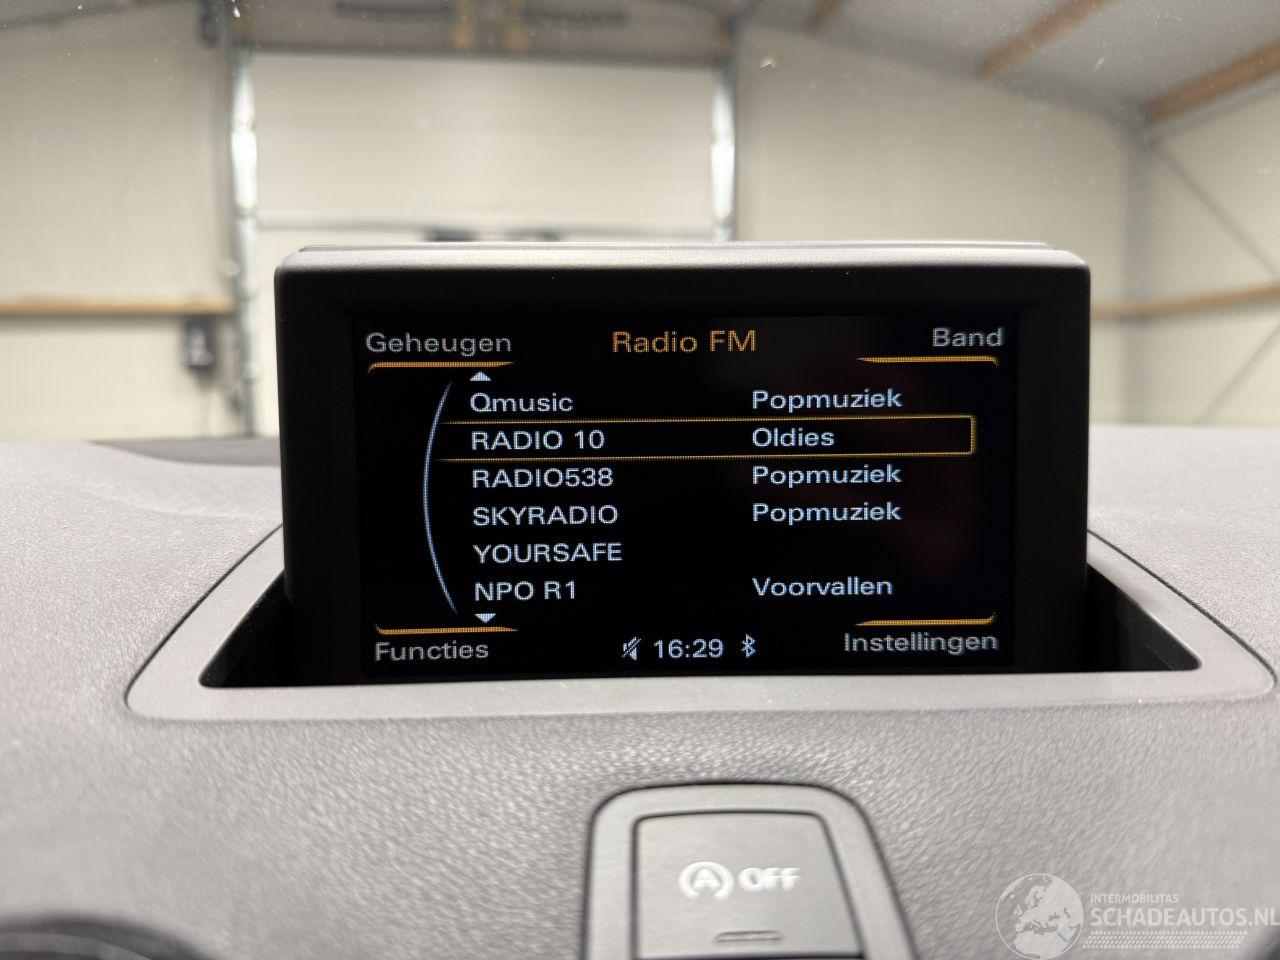 Geheugen Radio FM Band
Qmusic Popmuziek
RADIO 10 Oldies
RADIO538 Popmuziek
SKYRADIO Popmuziek
YOURSAFE
NPO R1 Voorvallen
Functies 16:29 Instellingen
A OFF
INTERMOBILITAS
SCHADEAUTOS.NL